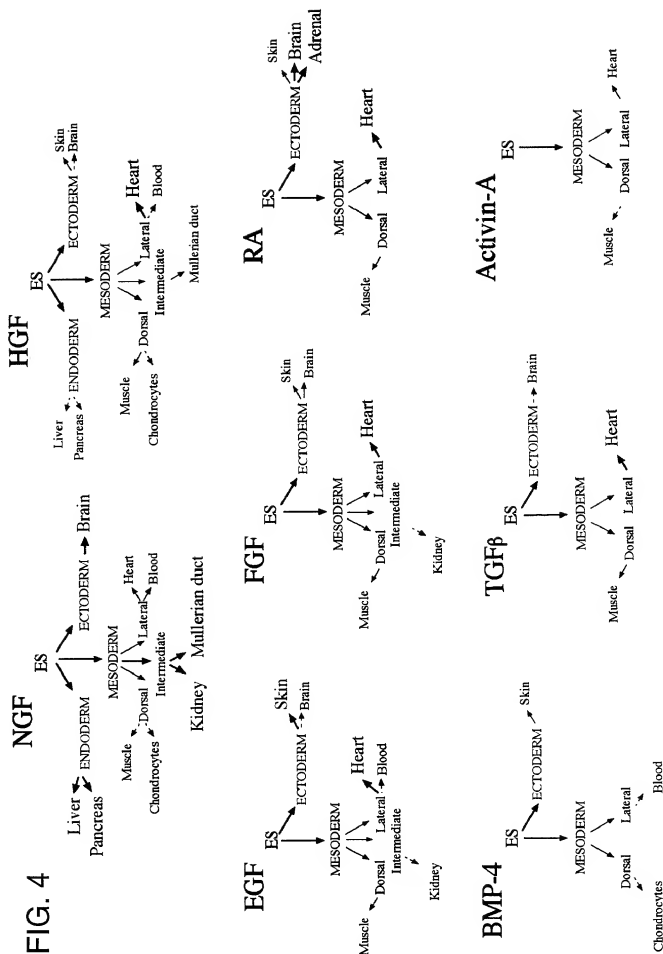 FIG. 4
NGF
ES
ENDODERM
Liver
Pancreas
ECTODERM
Brain
MESODERM
Dorsal
Muscle
Chondrocytes
Intermediate
Kidney
Mullerian duct
Lateral
Heart
Blood
HGF
ES
ENDODERM
Liver
Pancreas
ECTODERM
Skin
Brain
MESODERM
Dorsal
Muscle
Chondrocytes
Intermediate
Mullerian duct
Lateral
Heart
Blood
EGF
ES
ECTODERM
Skin
Brain
MESODERM
Dorsal
Muscle
Intermediate
Kidney
Lateral
Heart
Blood
FGF
ES
ECTODERM
Skin
Brain
MESODERM
Dorsal
Muscle
Intermediate
Kidney
Lateral
Heart
RA
ES
ECTODERM
Skin
Brain
Adrenal
MESODERM
Dorsal
Muscle
Lateral
Heart
BMP-4
ES
ECTODERM
Skin
MESODERM
Dorsal
Chondrocytes
Lateral
Blood
TGFβ
ES
ECTODERM
Brain
MESODERM
Dorsal
Muscle
Lateral
Heart
Activin-A
ES
MESODERM
Dorsal
Muscle
Lateral
Heart